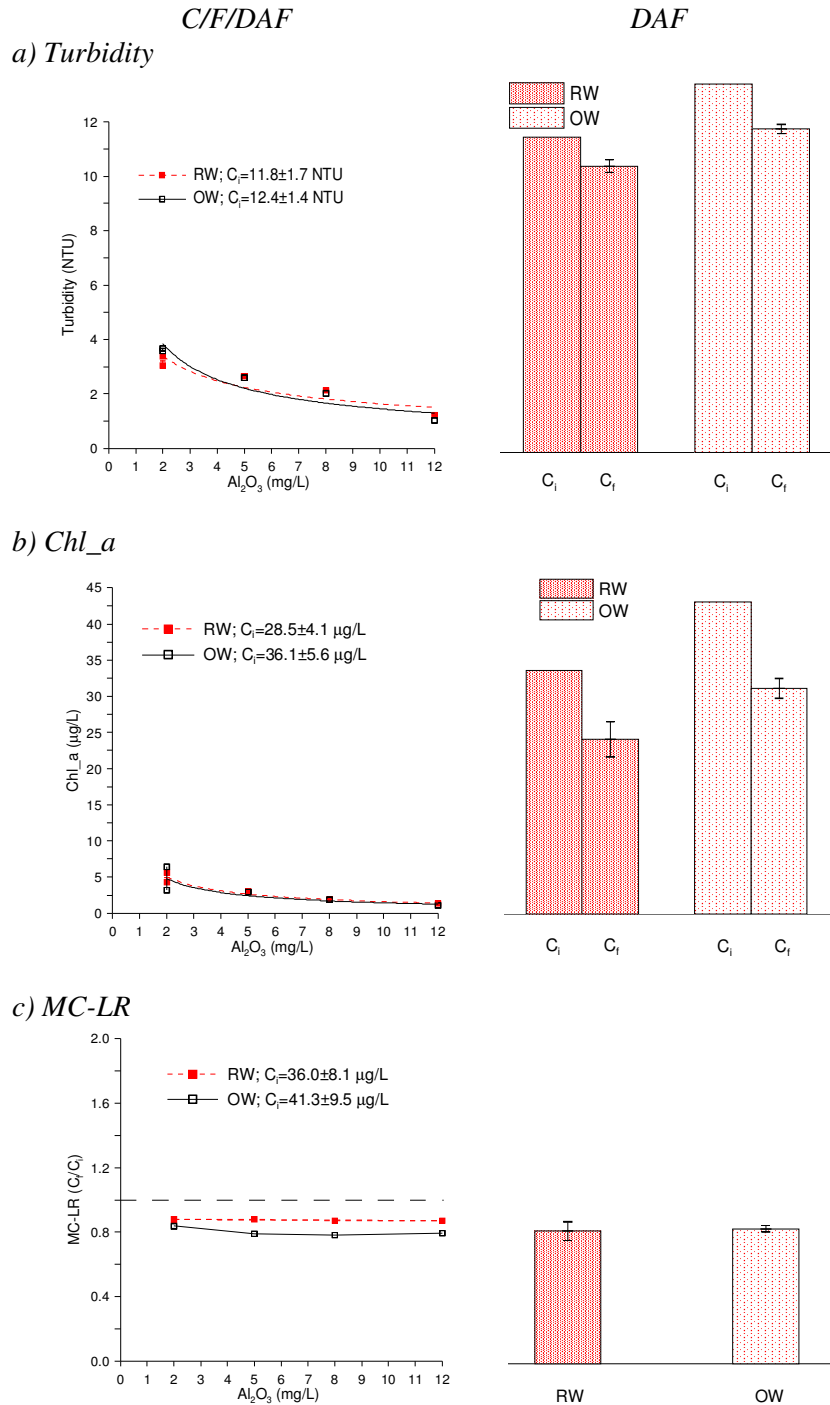 C/F/DAF
DAF
a) Turbidity
12
10
8
6
4
2
0
Turbidity (NTU)
RW; Cᵢ=11.8±1.7 NTU
OW; Cᵢ=12.4±1.4 NTU
0 1 2 3 4 5 6 7 8 9 10 11 12
Al₂O₃ (mg/L)
RW
OW
Cᵢ C_f Cᵢ C_f
b) Chl_a
45
40
35
30
25
20
15
10
5
0
Chl_a (µg/L)
RW; Cᵢ=28.5±4.1 µg/L
OW; Cᵢ=36.1±5.6 µg/L
0 1 2 3 4 5 6 7 8 9 10 11 12
Al₂O₃ (mg/L)
RW
OW
Cᵢ C_f Cᵢ C_f
c) MC-LR
2.0
1.6
1.2
0.8
0.4
0.0
MC-LR (C_f/Cᵢ)
RW; Cᵢ=36.0±8.1 µg/L
OW; Cᵢ=41.3±9.5 µg/L
0 1 2 3 4 5 6 7 8 9 10 11 12
Al₂O₃ (mg/L)
RW OW